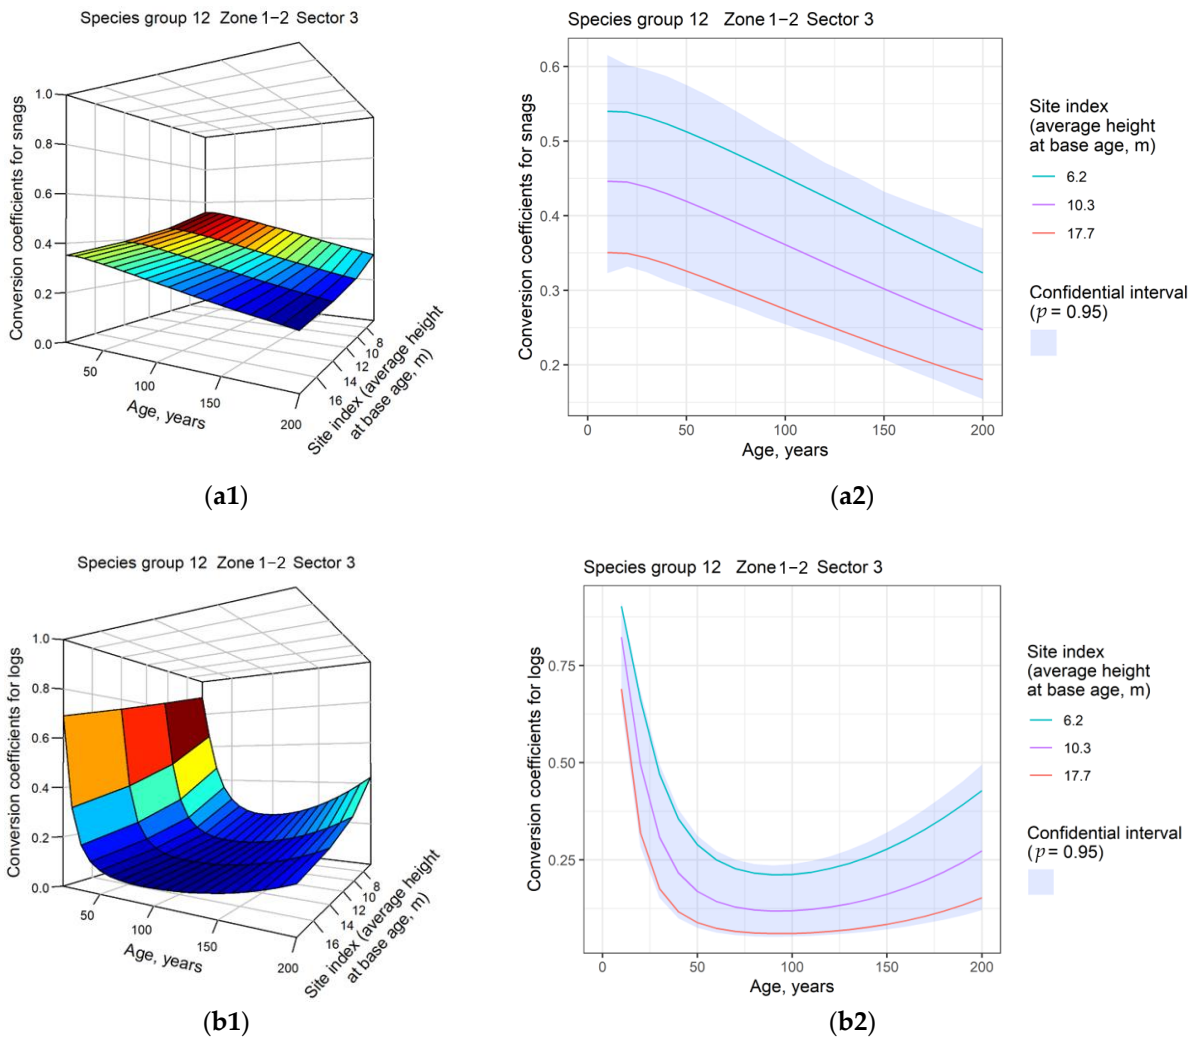 Species group 12 Zone 1−2 Sector 3
Conversion coefficients for snags
1.0
0.8
0.6
0.4
0.2
0.0
50
100
150
200
Age, years
16
14
12
10
8
Site index (average height
at base age, m)
(a1)
Species group 12 Zone 1−2 Sector 3
Conversion coefficients for snags
0.6
0.5
0.4
0.3
0.2
0
50
100
150
200
Age, years
Site index
(average height
at base age, m)
6.2
10.3
17.7
Confidential interval
(p = 0.95)
(a2)
Species group 12 Zone 1−2 Sector 3
Conversion coefficients for logs
1.0
0.8
0.6
0.4
0.2
0.0
50
100
150
200
Age, years
16
14
12
10
8
Site index (average height
at base age, m)
(b1)
Species group 12 Zone 1−2 Sector 3
Conversion coefficients for logs
0.75
0.50
0.25
0
50
100
150
200
Age, years
Site index
(average height
at base age, m)
6.2
10.3
17.7
Confidential interval
(p = 0.95)
(b2)